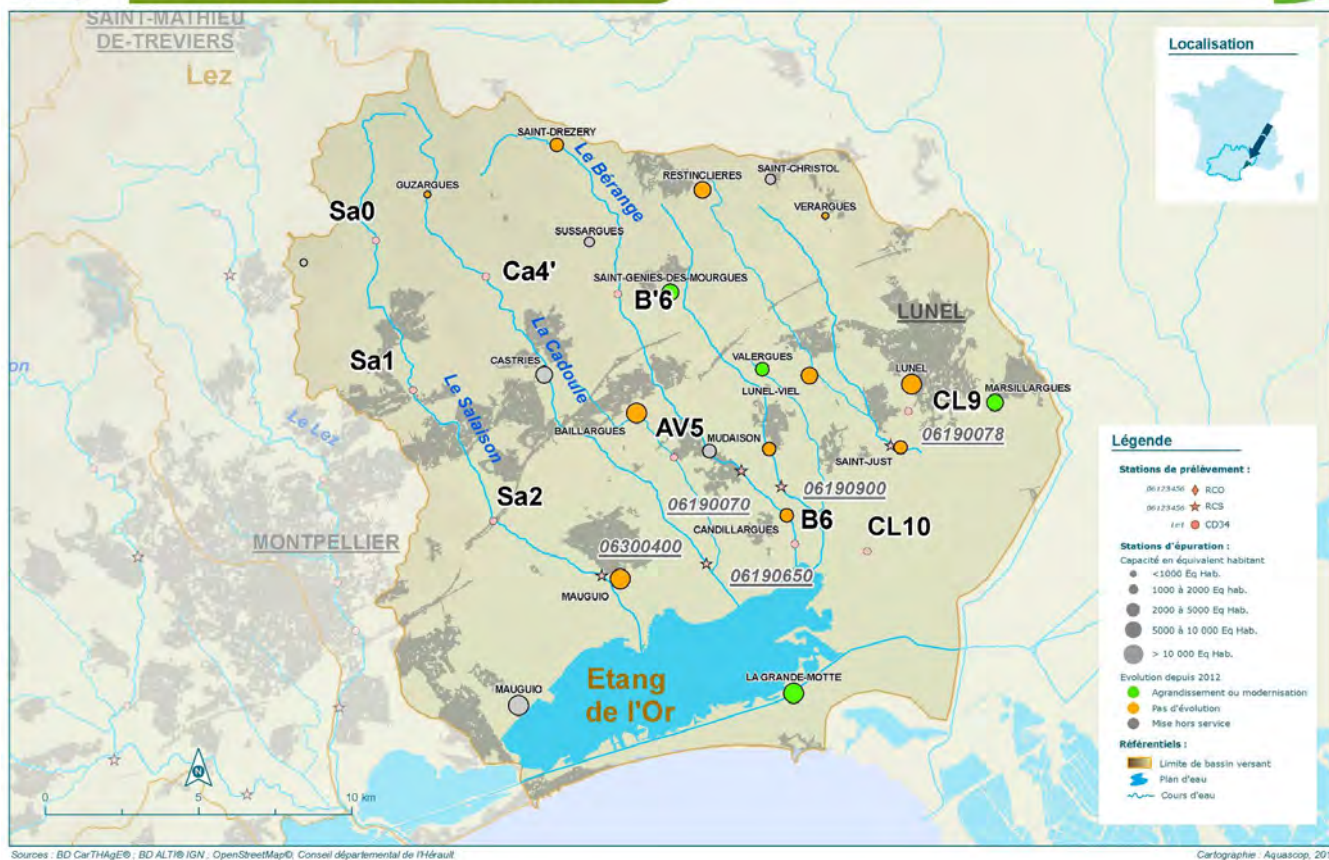 SAINT-MATHIEU
DE-TREVIERS
Lez
Localisation
SAINT-DREZERY
Le Bérange
RESTINCLIERES
SAINT-CHRISTOL
GUZARGUES
VERARGUES
Sa0
SUSSARGUES
Ca4'
SAINT-GENIES-DES-MOURGUES
B'6
LUNEL
La Cadoule
Sa1
CASTRIES
VALERGUES
LUNEL
LUNEL-VIEL
MARSILLARGUES
Le Salaison
CL9
Le Lez
BAILLARGUES
AV5
MUDAISON
06190078
SAINT-JUST
Sa2
06190070
06190900
CANDILLARGUES
B6
CL10
MONTPELLIER
06300400
06190650
MAUGUIO
Etang
de l'Or
LA GRANDE-MOTTE
MAUGUIO
N
0 5 10 km
Légende
Stations de prélèvement :
06123456 RCO
06123456 RCS
CD34
Stations d'épuration :
Capacité en équivalent habitant
<1000 Eq Hab.
1000 à 2000 Eq hab.
2000 à 5000 Eq Hab.
5000 à 10 000 Eq Hab.
> 10 000 Eq Hab.
Evolution depuis 2012
Agrandissement ou modernisation
Pas d'évolution
Mise hors service
Référentiels :
Limite de bassin versant
Plan d'eau
Cours d'eau
Sources : BD CarTHAgE® ; BD ALTI® IGN ; OpenStreetMap©, Conseil départemental de l'Hérault
Cartographie : Aquascop, 201